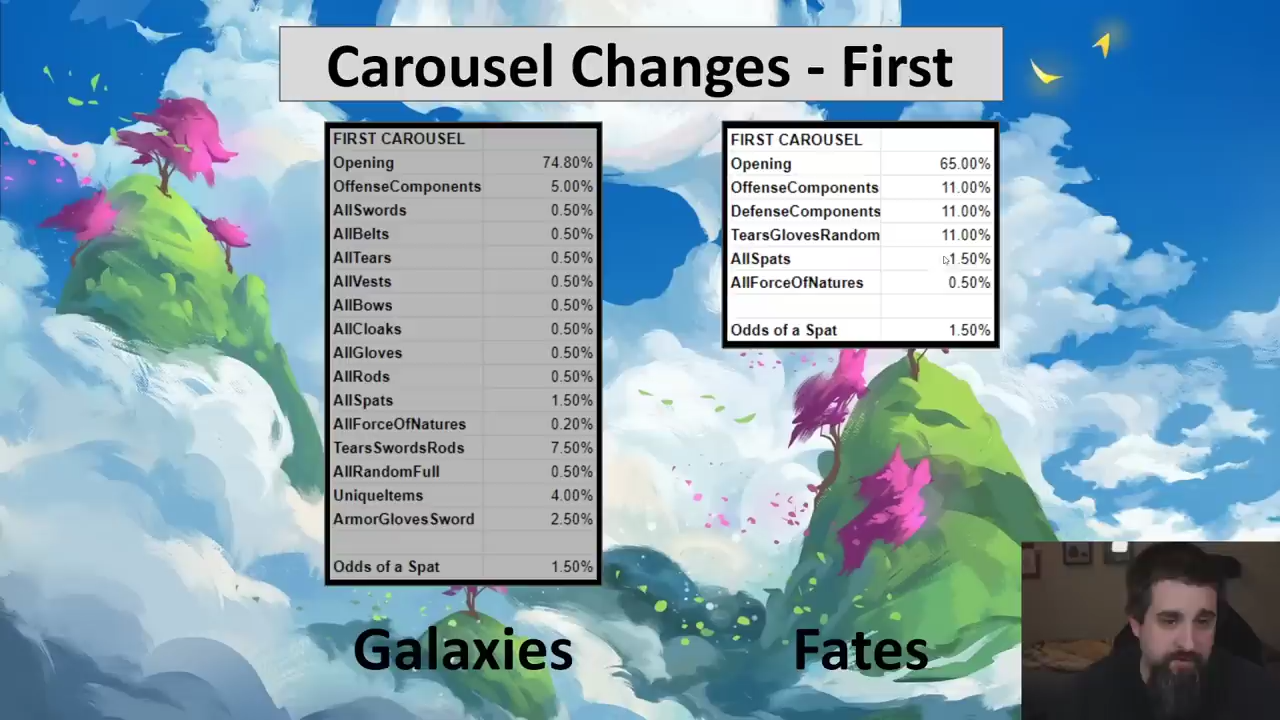 Carousel Changes - First
FIRST CAROUSEL
Opening 74.80%
OffenseComponents 5.00%
AllSwords 0.50%
AllBelts 0.50%
AllTears 0.50%
AllVests 0.50%
AllBows 0.50%
AllCloaks 0.50%
AllGloves 0.50%
AllRods 0.50%
AllSpats 1.50%
AllForceOfNatures 0.20%
TearsSwordsRods 7.50%
AllRandomFull 0.50%
UniqueItems 4.00%
ArmorGlovesSword 2.50%
Odds of a Spat 1.50%
Galaxies
FIRST CAROUSEL
Opening 65.00%
OffenseComponents 11.00%
DefenseComponents 11.00%
TearsGlovesRandom 11.00%
AllSpats 1.50%
AllForceOfNatures 0.50%
Odds of a Spat 1.50%
Fates